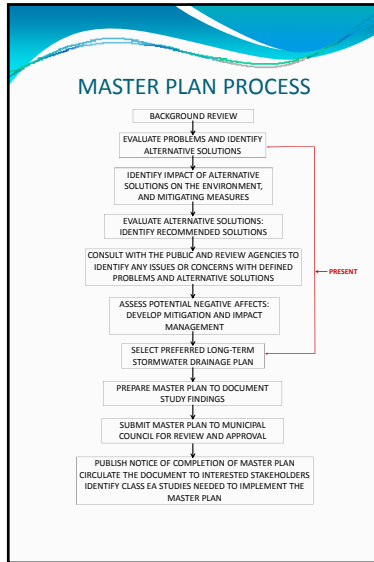 MASTER PLAN PROCESS
BACKGROUND REVIEW
EVALUATE PROBLEMS AND IDENTIFY
ALTERNATIVE SOLUTIONS
IDENTIFY IMPACT OF ALTERNATIVE
SOLUTIONS ON THE ENVIRONMENT,
AND MITIGATING MEASURES
EVALUATE ALTERNATIVE SOLUTIONS:
IDENTIFY RECOMMENDED SOLUTIONS
CONSULT WITH THE PUBLIC AND REVIEW AGENCIES TO
IDENTIFY ANY ISSUES OR CONCERNS WITH DEFINED
PROBLEMS AND ALTERNATIVE SOLUTIONS
PRESENT
ASSESS POTENTIAL NEGATIVE AFFECTS:
DEVELOP MITIGATION AND IMPACT
MANAGEMENT
SELECT PREFERRED LONG-TERM
STORMWATER DRAINAGE PLAN
PREPARE MASTER PLAN TO DOCUMENT
STUDY FINDINGS
SUBMIT MASTER PLAN TO MUNICIPAL
COUNCIL FOR REVIEW AND APPROVAL
PUBLISH NOTICE OF COMPLETION OF MASTER PLAN
CIRCULATE THE DOCUMENT TO INTERESTED STAKEHOLDERS
IDENTIFY CLASS EA STUDIES NEEDED TO IMPLEMENT THE
MASTER PLAN